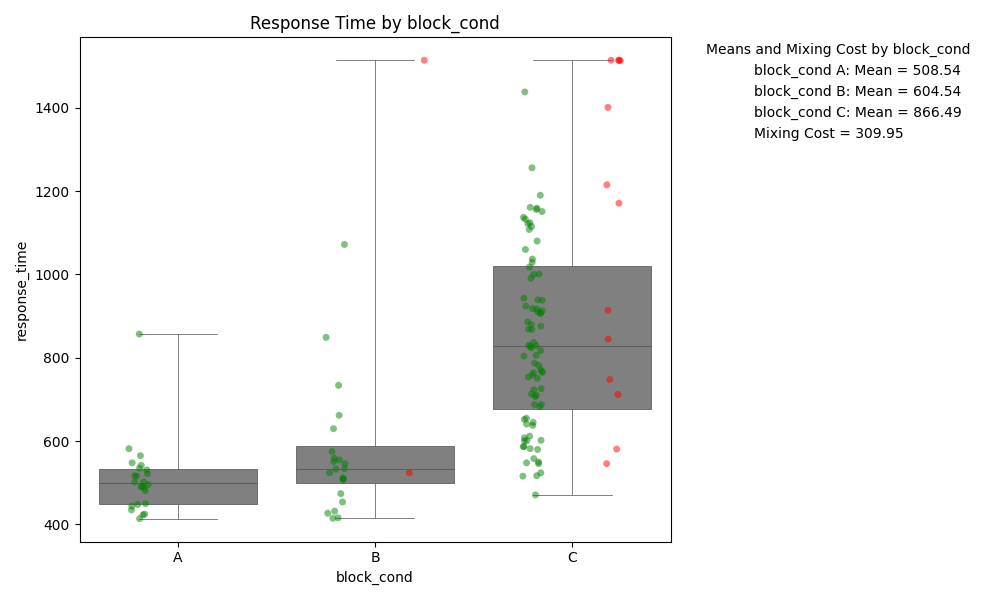 Response Time by block_cond
Means and Mixing Cost by block_cond
block_cond A: Mean = 508.54
block_cond B: Mean = 604.54
block_cond C: Mean = 866.49
Mixing Cost = 309.95
response_time
1400
1200
1000
800
600
400
A
B
C
block_cond